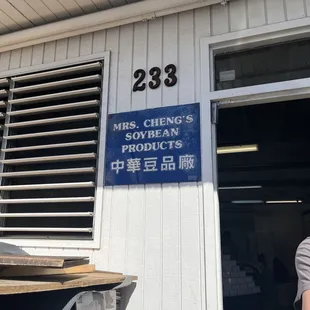 233
MRS. CHENG'S
SOYBEAN
PRODUCTS
中華豆品廠